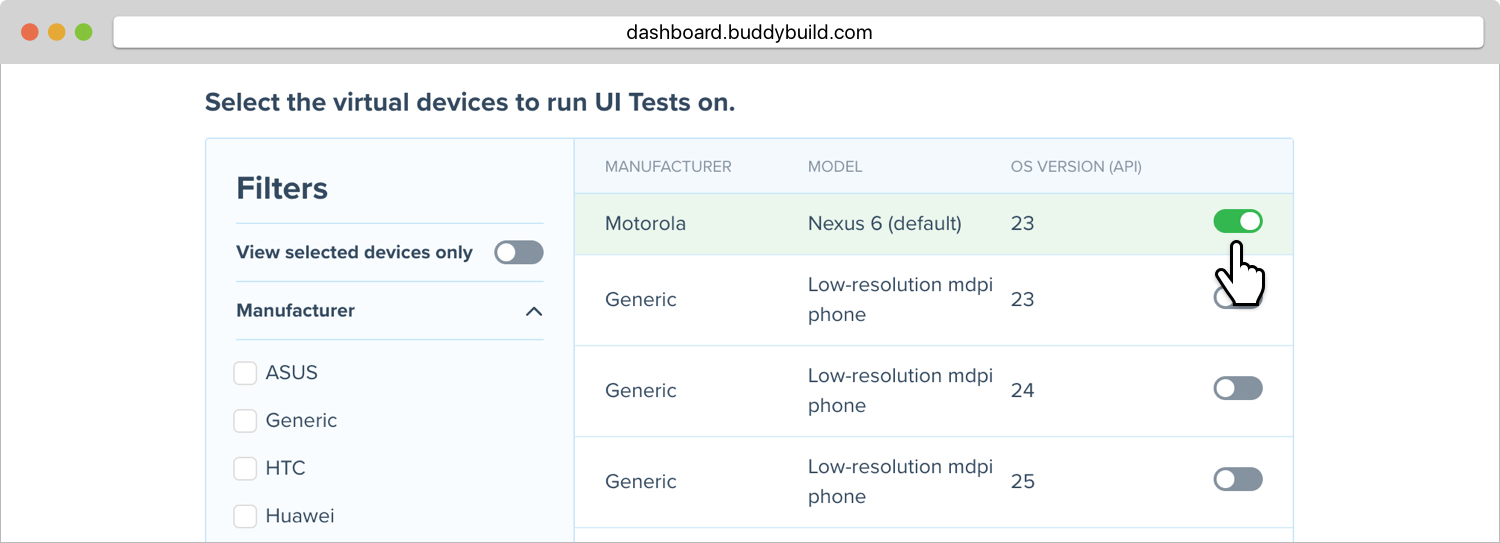 dashboard.buddybuild.com
Select the virtual devices to run UI Tests on.
Filters
View selected devices only
Manufacturer
ASUS
Generic
HTC
Huawei
MANUFACTURER MODEL OS VERSION (API)
Motorola Nexus 6 (default) 23
Generic Low-resolution mdpi 23
phone
Generic Low-resolution mdpi 24
phone
Generic Low-resolution mdpi 25
phone